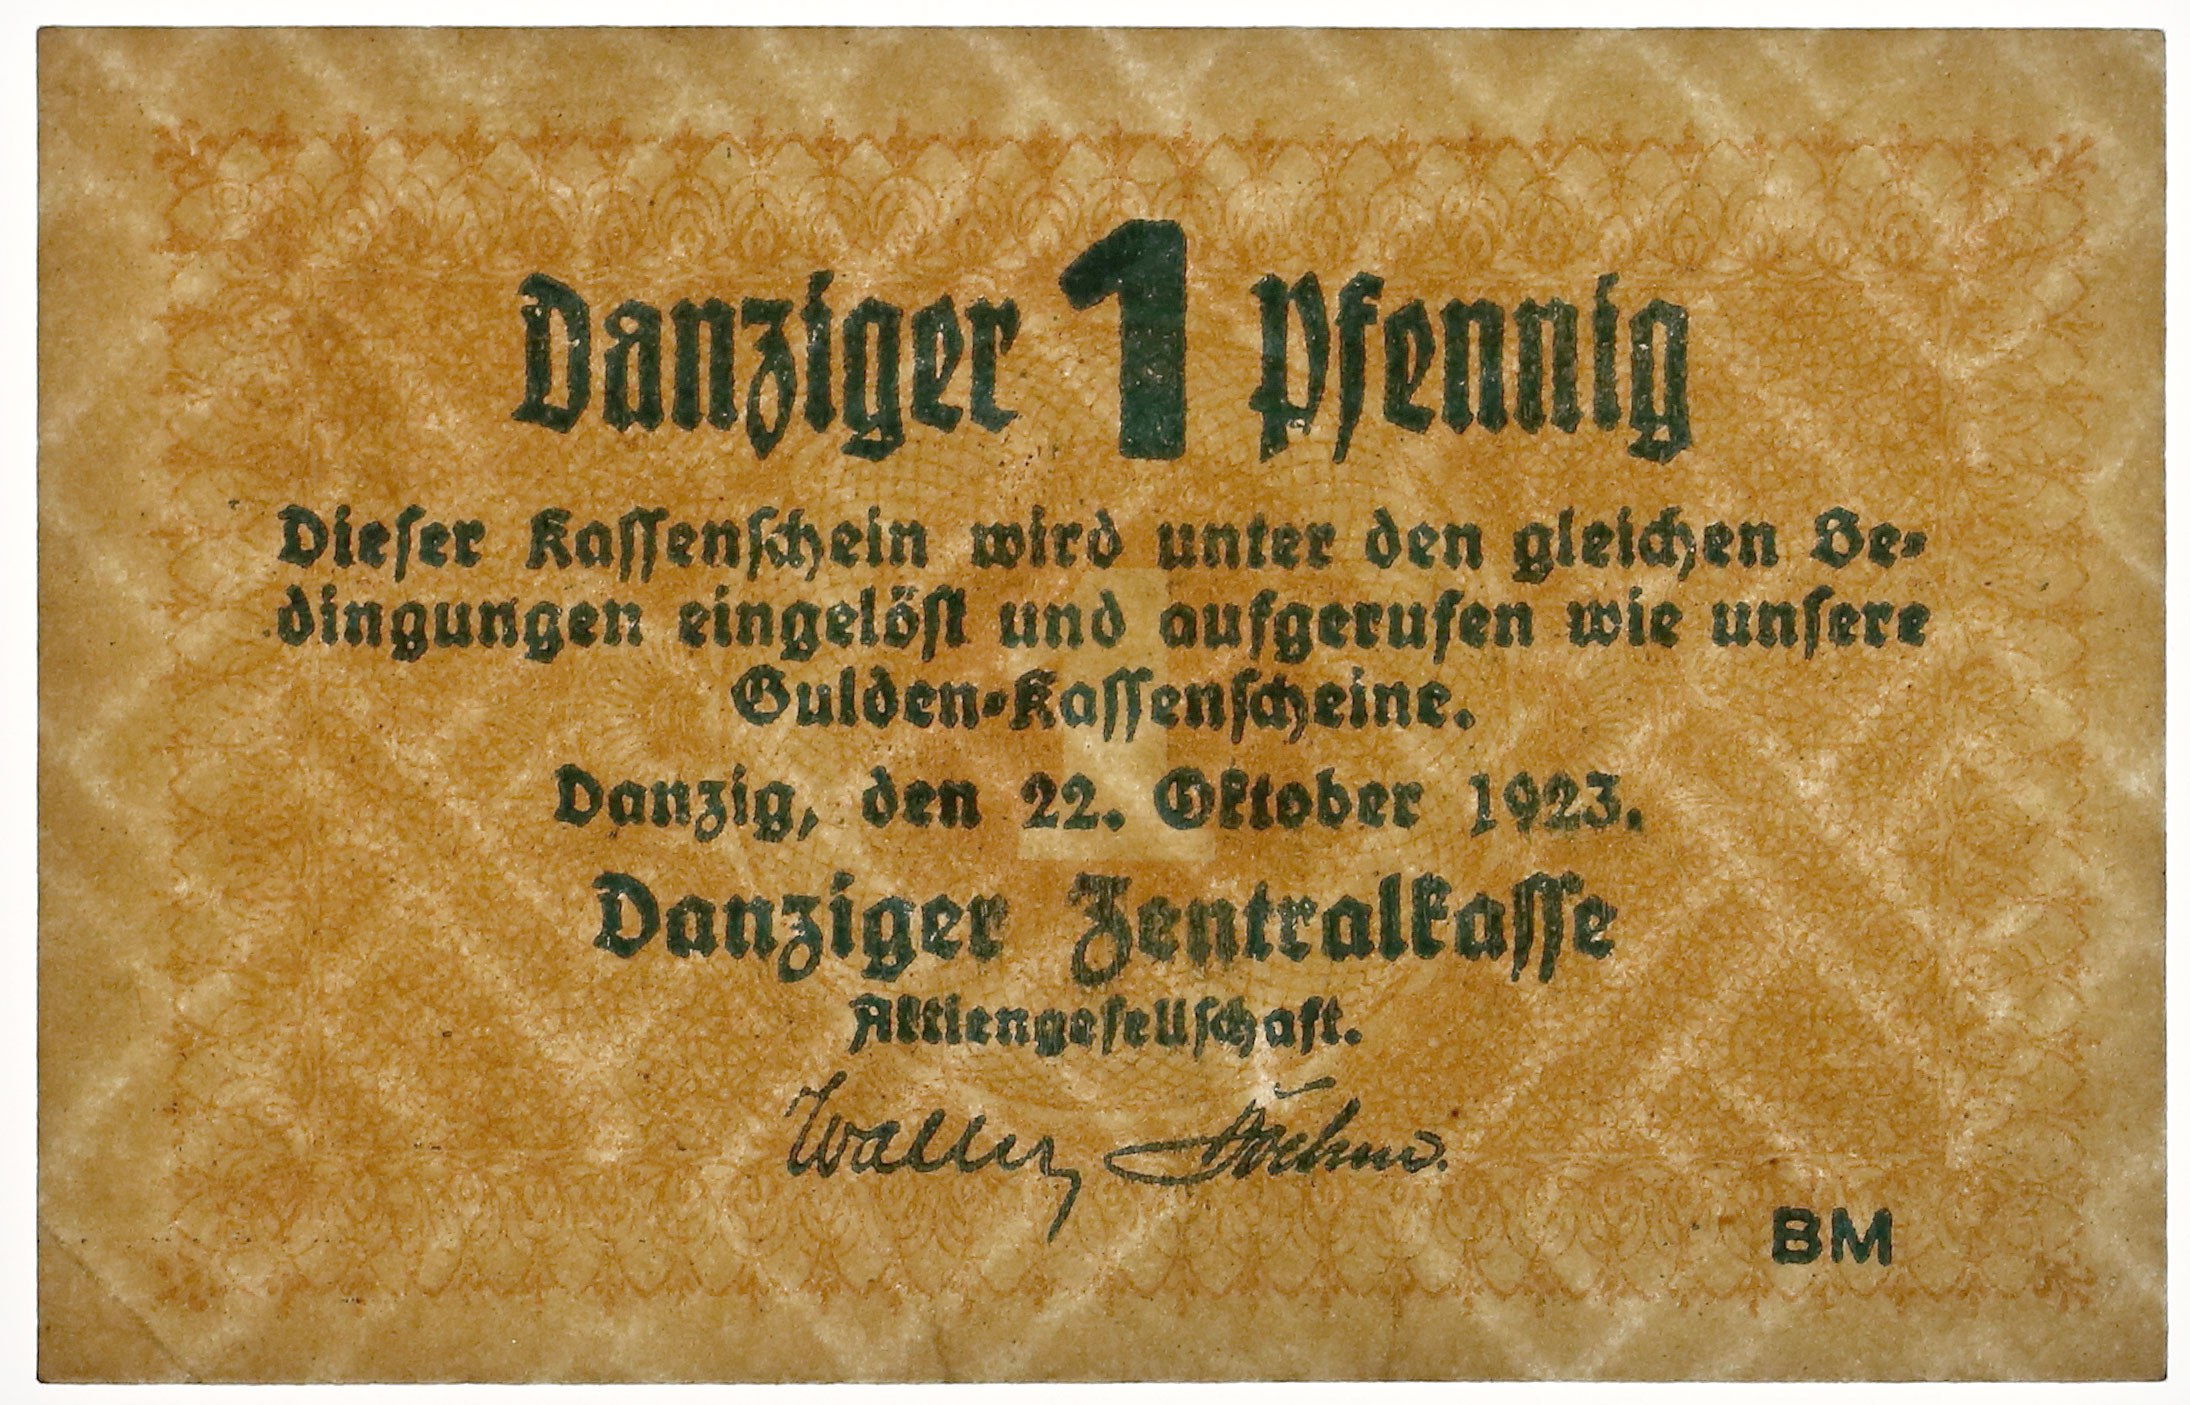 Danziger 1 Pfennig
Dieser Kassenschein wird unter den gleichen Be-
dingungen eingelöst und aufgerufen wie unsere
Gulden-Kassenscheine.
Danzig, den 22. Oktober 1923.
Danziger Zentralkasse
Aktiengesellschaft.
BM